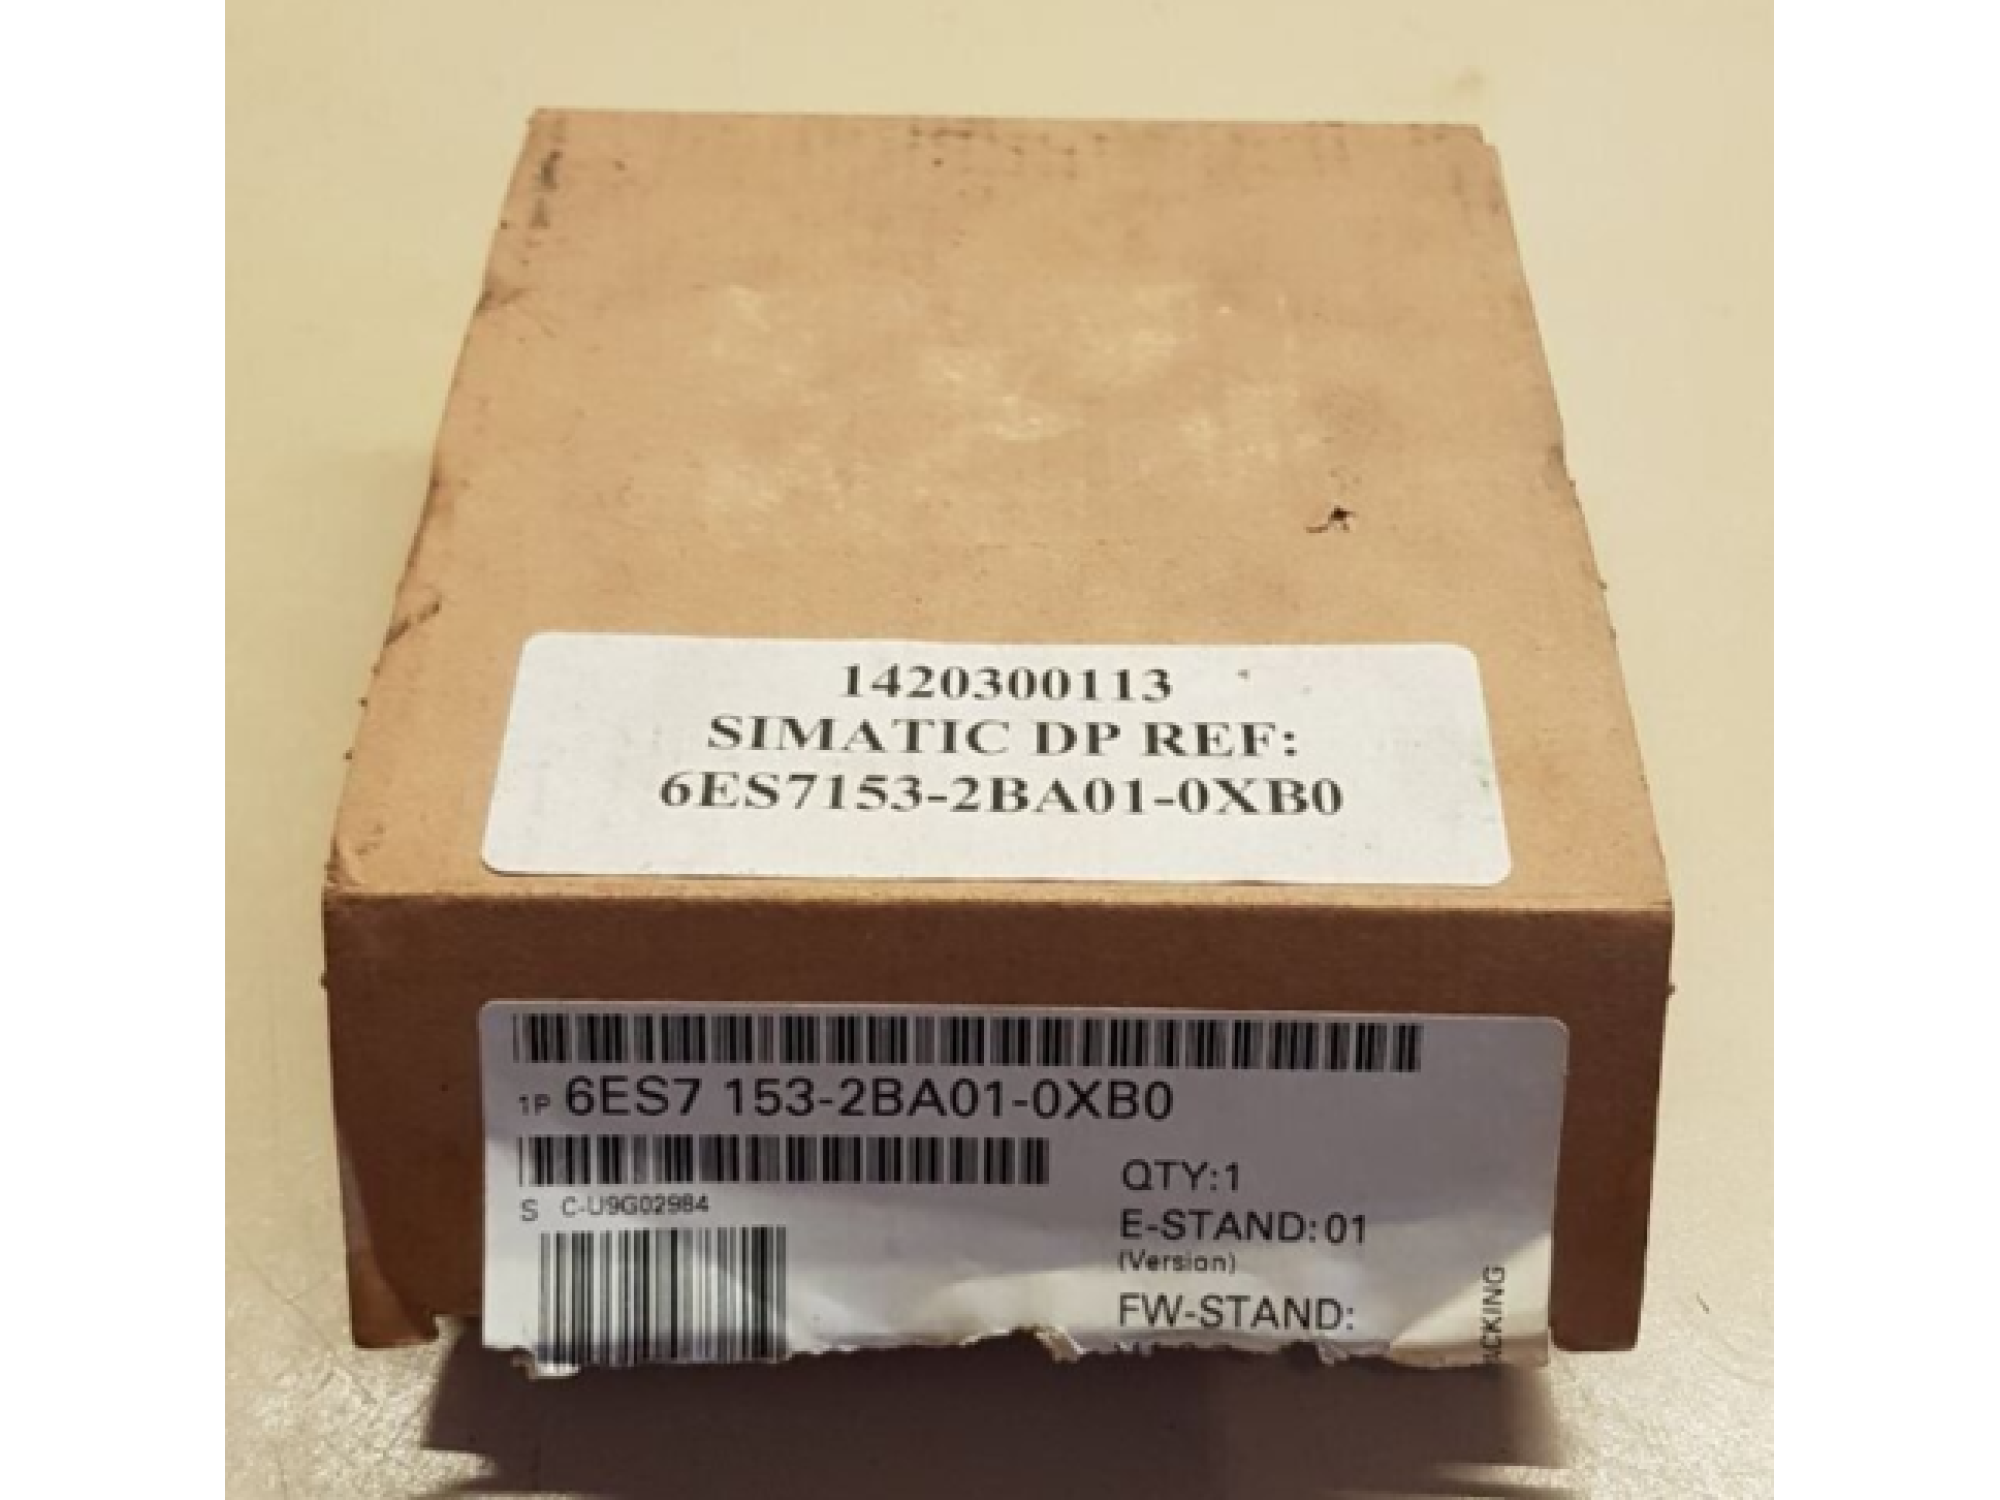 1420300113
SIMATIC DP REF:
6ES7153-2BA01-0XB0
1P 6ES7 153-2BA01-0XB0
S C-U9G02984
QTY:1
E-STAND:01
(Version)
FW-STAND: